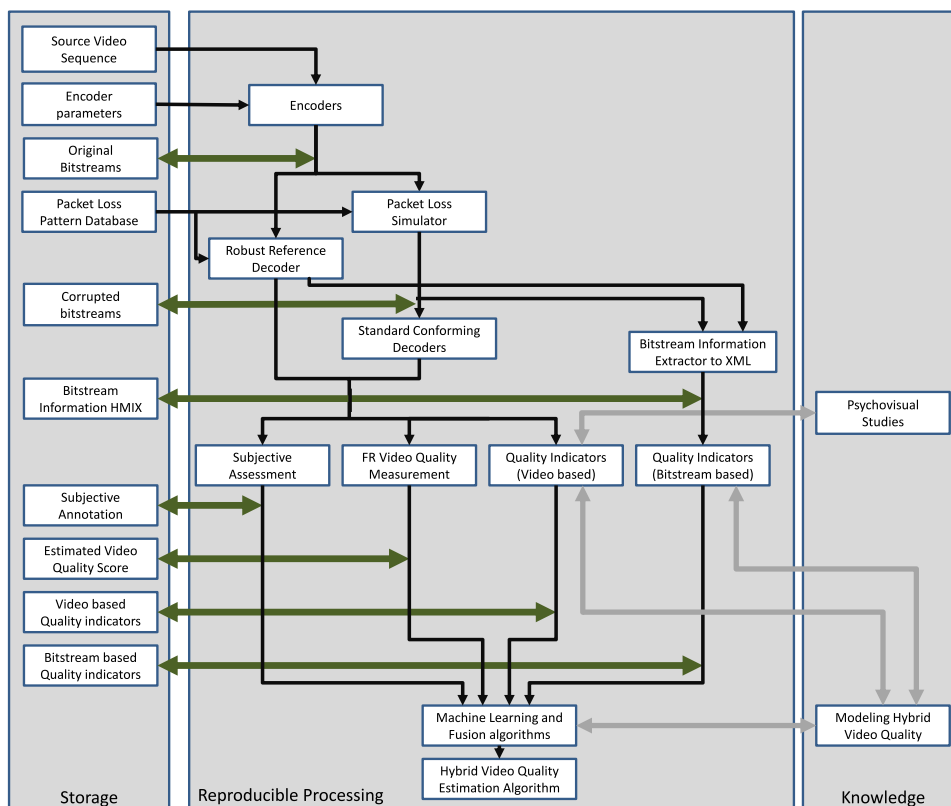 Source Video
Sequence
Encoder
parameters
Encoders
Original
Bitstreams
Packet Loss
Pattern Database
Packet Loss
Simulator
Robust Reference
Decoder
Corrupted
bitstreams
Standard Conforming
Decoders
Bitstream Information
Extractor to XML
Bitstream
Information HMIX
Psychovisual
Studies
Subjective
Assessment
FR Video Quality
Measurement
Quality Indicators
(Video based)
Quality Indicators
(Bitstream based)
Subjective
Annotation
Estimated Video
Quality Score
Video based
Quality indicators
Bitstream based
Quality indicators
Machine Learning and
Fusion algorithms
Modeling Hybrid
Video Quality
Hybrid Video Quality
Estimation Algorithm
Storage
Reproducible Processing
Knowledge